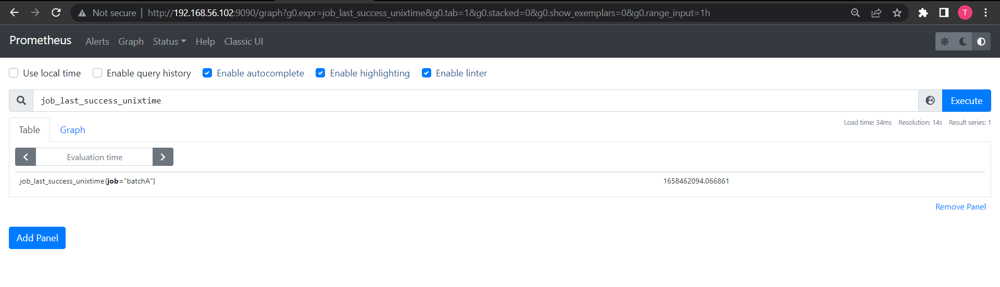 Not secure | http://192.168.56.102:9090/graph?g0.expr=job_last_success_unixtime&g0.tab=1&g0.stacked=0&g0.show_exemplars=0&g0.range_input=1h T
Prometheus Alerts Graph Status Help Classic UI
Use local time Enable query history Enable autocomplete Enable highlighting Enable linter
job_last_success_unixtime Execute
Table Graph Load time: 34ms Resolution: 14s Result series: 1
Evaluation time
job_last_success_unixtime{job="batchA"} 1658462094.066861
Remove Panel
Add Panel